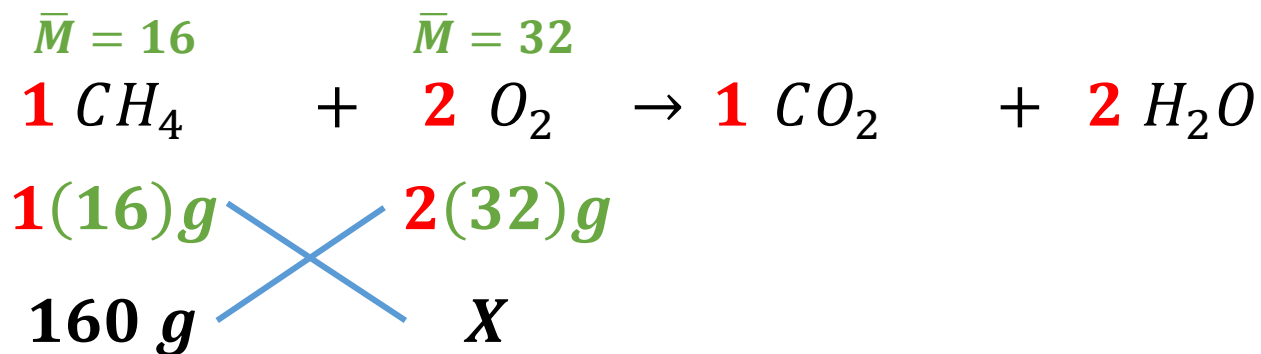 M̅ = 16 M̅ = 32
1 CH₄ + 2 O₂ → 1 CO₂ + 2 H₂O
1(16)g 2(32)g
160 g X